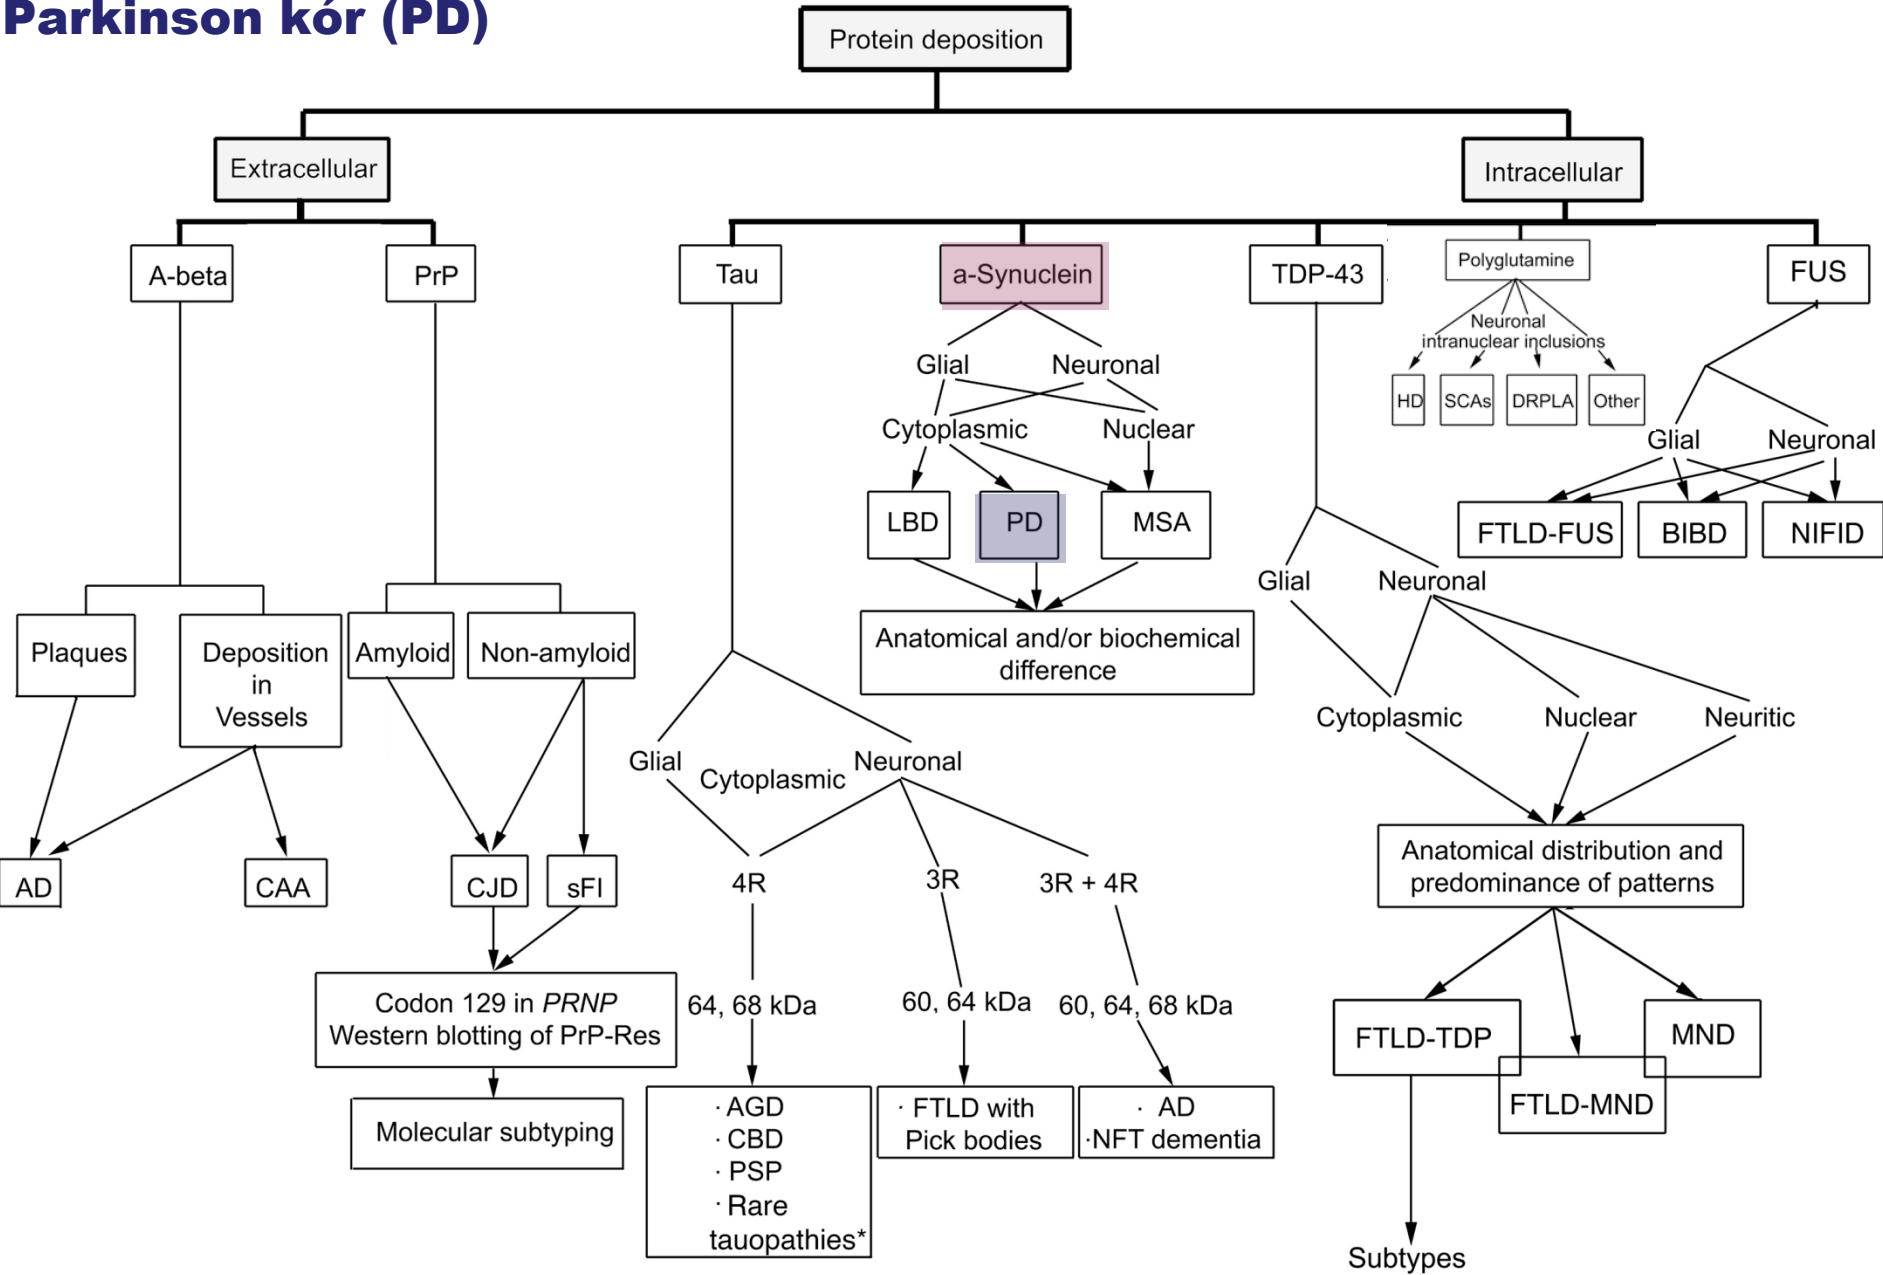 Parkinson kór (PD)
Protein deposition
Extracellular
Intracellular
A-beta
PrP
Tau
a-Synuclein
TDP-43
Polyglutamine
FUS
Neuronal
intranuclear inclusions
HD
SCAs
DRPLA
Other
Glial
Neuronal
Cytoplasmic
Nuclear
LBD
PD
MSA
Anatomical and/or biochemical
difference
Glial
Neuronal
FTLD-FUS
BIBD
NIFID
Glial
Neuronal
Cytoplasmic
Nuclear
Neuritic
Plaques
Deposition
in
Vessels
Amyloid
Non-amyloid
Glial
Cytoplasmic
Neuronal
AD
CAA
CJD
sFI
4R
3R
3R + 4R
Anatomical distribution and
predominance of patterns
Codon 129 in PRNP
Western blotting of PrP-Res
Molecular subtyping
64, 68 kDa
60, 64 kDa
60, 64, 68 kDa
· AGD
· CBD
· PSP
· Rare
tauopathies*
· FTLD with
Pick bodies
· AD
·NFT dementia
FTLD-TDP
FTLD-MND
MND
Subtypes